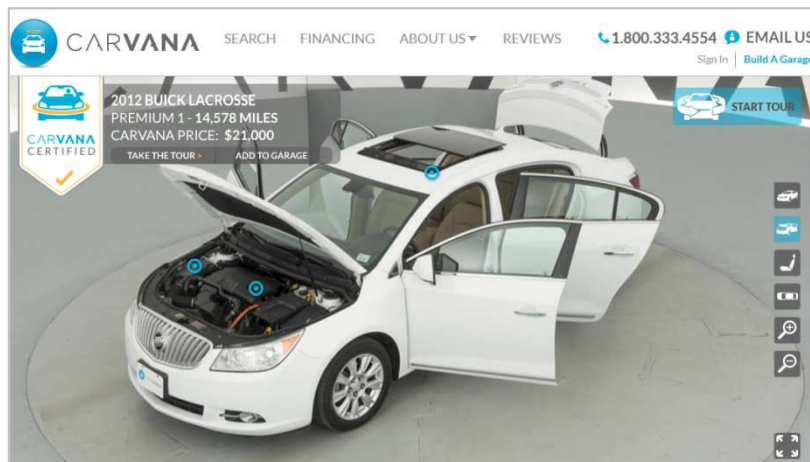 CARVANA SEARCH FINANCING ABOUT US REVIEWS 1.800.333.4554 EMAIL US
Sign In | Build A Garage
CARVANA
CERTIFIED
2012 BUICK LACROSSE
PREMIUM 1 - 14,578 MILES
CARVANA PRICE: $21,000
TAKE THE TOUR > ADD TO GARAGE
START TOUR